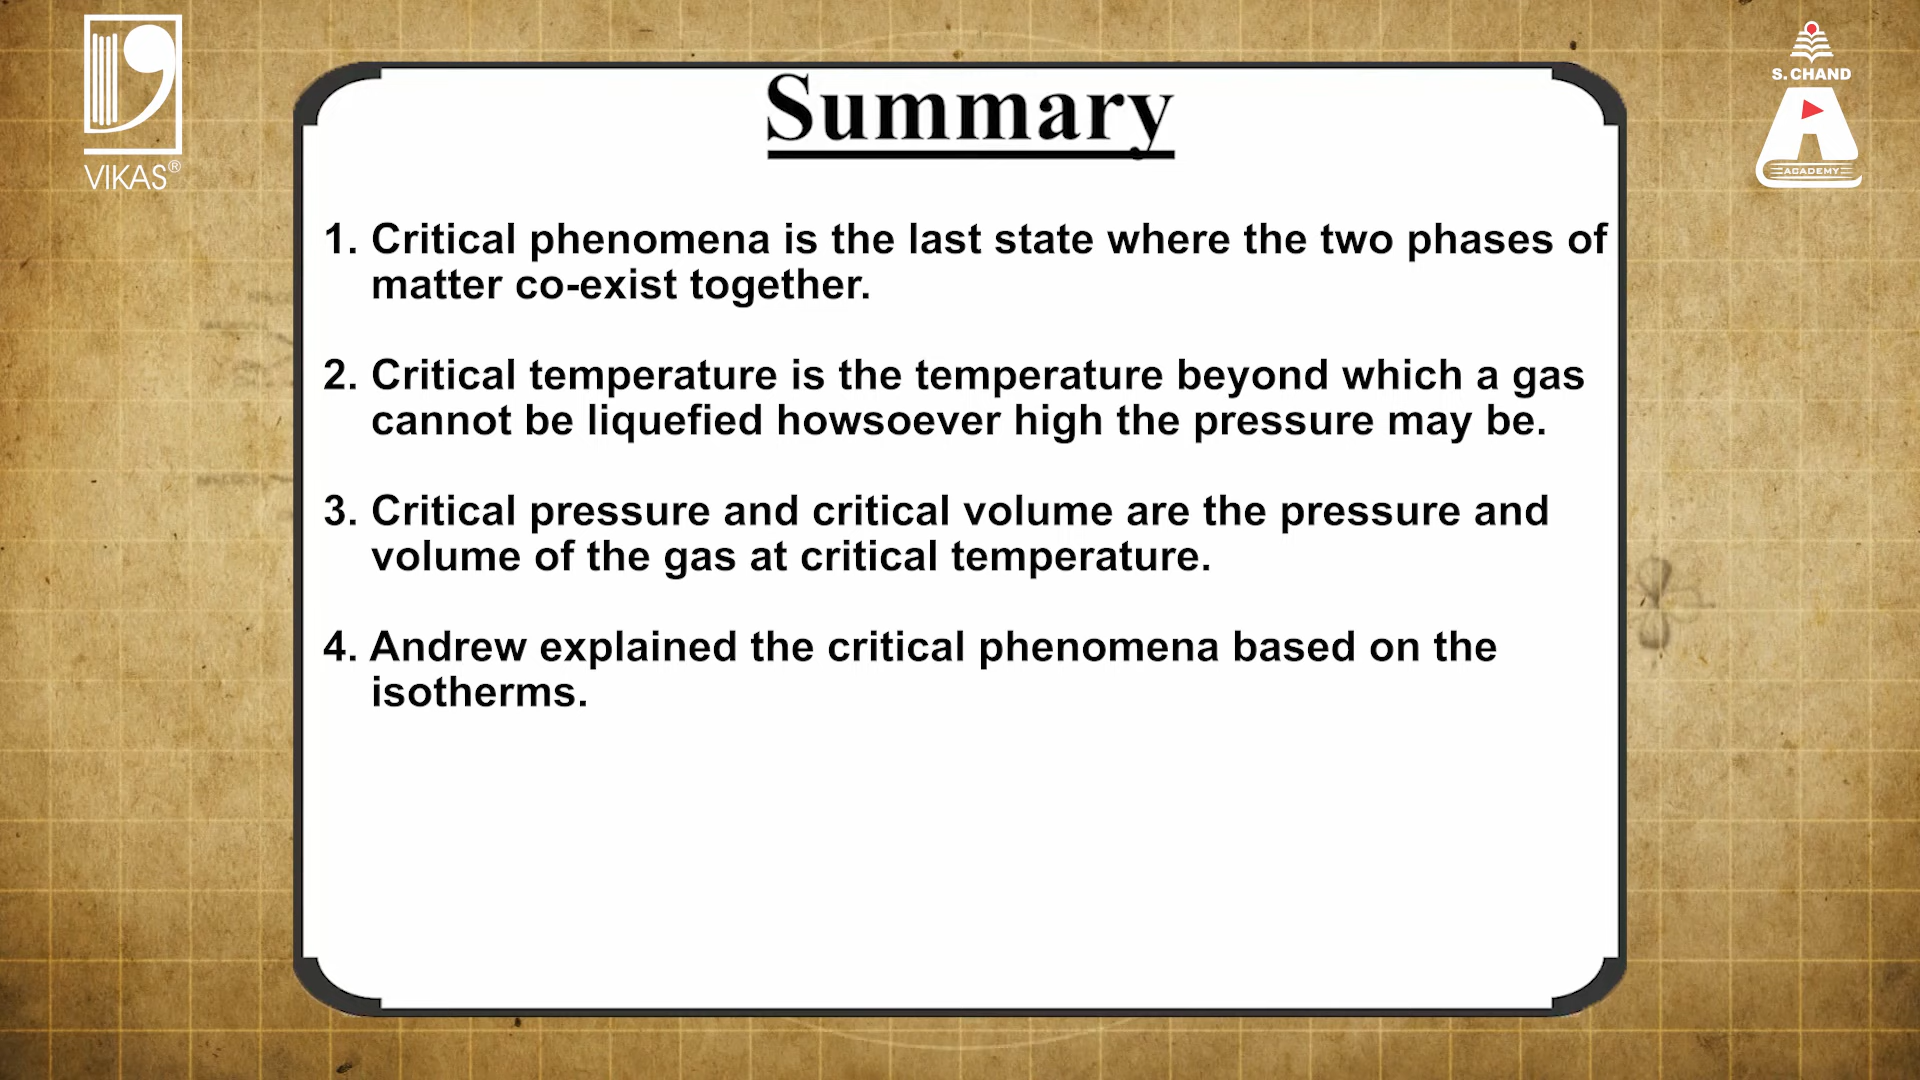 VIKAS®
S. CHAND
ACADEMY
Summary
1. Critical phenomena is the last state where the two phases of
matter co-exist together.
2. Critical temperature is the temperature beyond which a gas
cannot be liquefied howsoever high the pressure may be.
3. Critical pressure and critical volume are the pressure and
volume of the gas at critical temperature.
4. Andrew explained the critical phenomena based on the
isotherms.